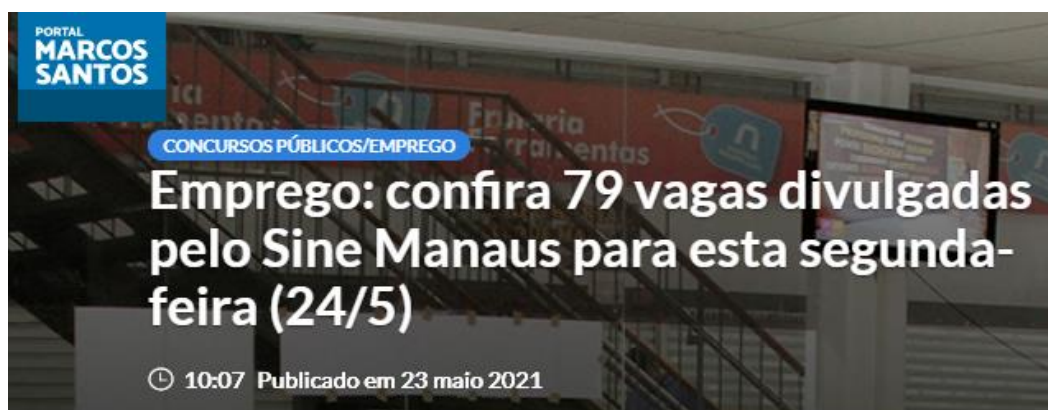 PORTAL
MARCOS
SANTOS
CONCURSOS PÚBLICOS/EMPREGO
Emprego: confira 79 vagas divulgadas
pelo Sine Manaus para esta segunda-
feira (24/5)
10:07 Publicado em 23 maio 2021